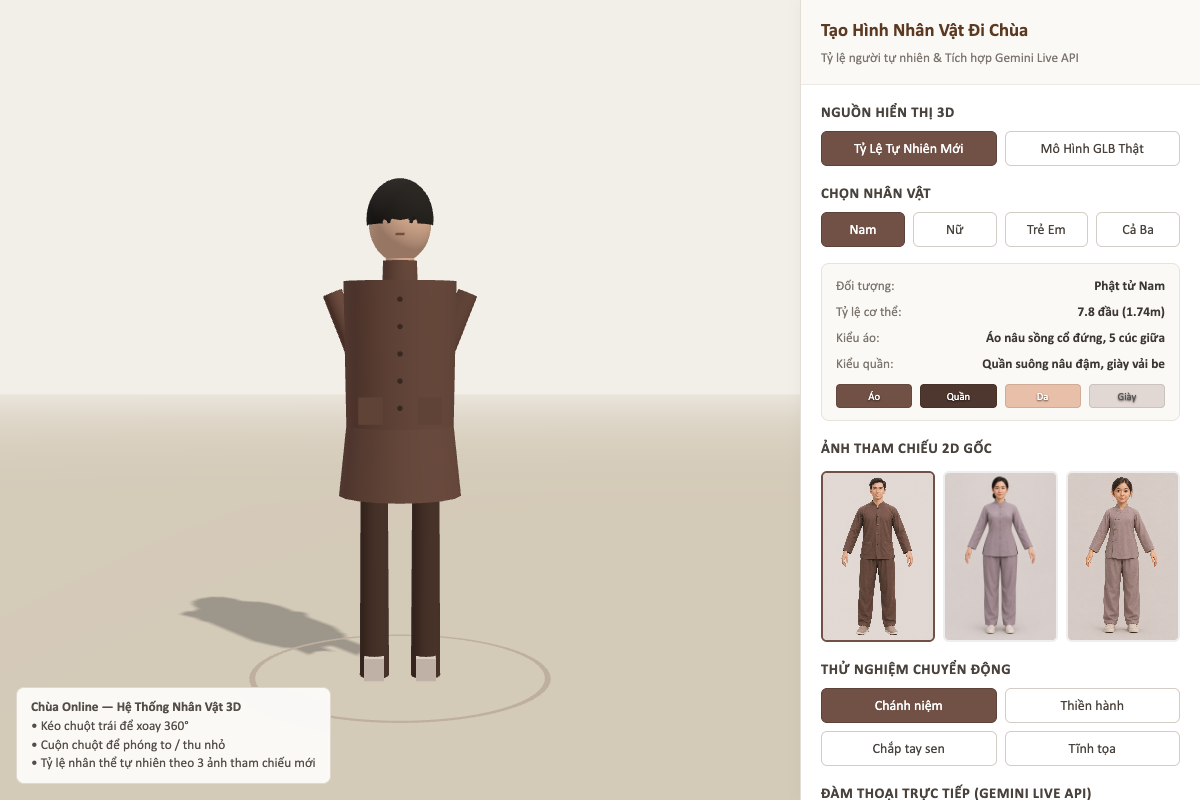 Tạo Hình Nhân Vật Đi Chùa
Tỷ lệ người tự nhiên & Tích hợp Gemini Live API
NGUỒN HIỂN THỊ 3D
Tỷ Lệ Tự Nhiên Mới
Mô Hình GLB Thật
CHỌN NHÂN VẬT
Nam
Nữ
Trẻ Em
Cả Ba
Đối tượng: Phật tử Nam
Tỷ lệ cơ thể: 7.8 đầu (1.74m)
Kiểu áo: Áo nâu sồng cổ đứng, 5 cúc giữa
Kiểu quần: Quần suông nâu đậm, giày vải be
Áo
Quần
Da
Giày
ẢNH THAM CHIẾU 2D GỐC
THỬ NGHIỆM CHUYỂN ĐỘNG
Chánh niệm
Thiền hành
Chắp tay sen
Tĩnh tọa
ĐÀM THOẠI TRỰC TIẾP (GEMINI LIVE API)
Chùa Online — Hệ Thống Nhân Vật 3D
• Kéo chuột trái để xoay 360°
• Cuộn chuột để phóng to / thu nhỏ
• Tỷ lệ nhân thể tự nhiên theo 3 ảnh tham chiếu mới